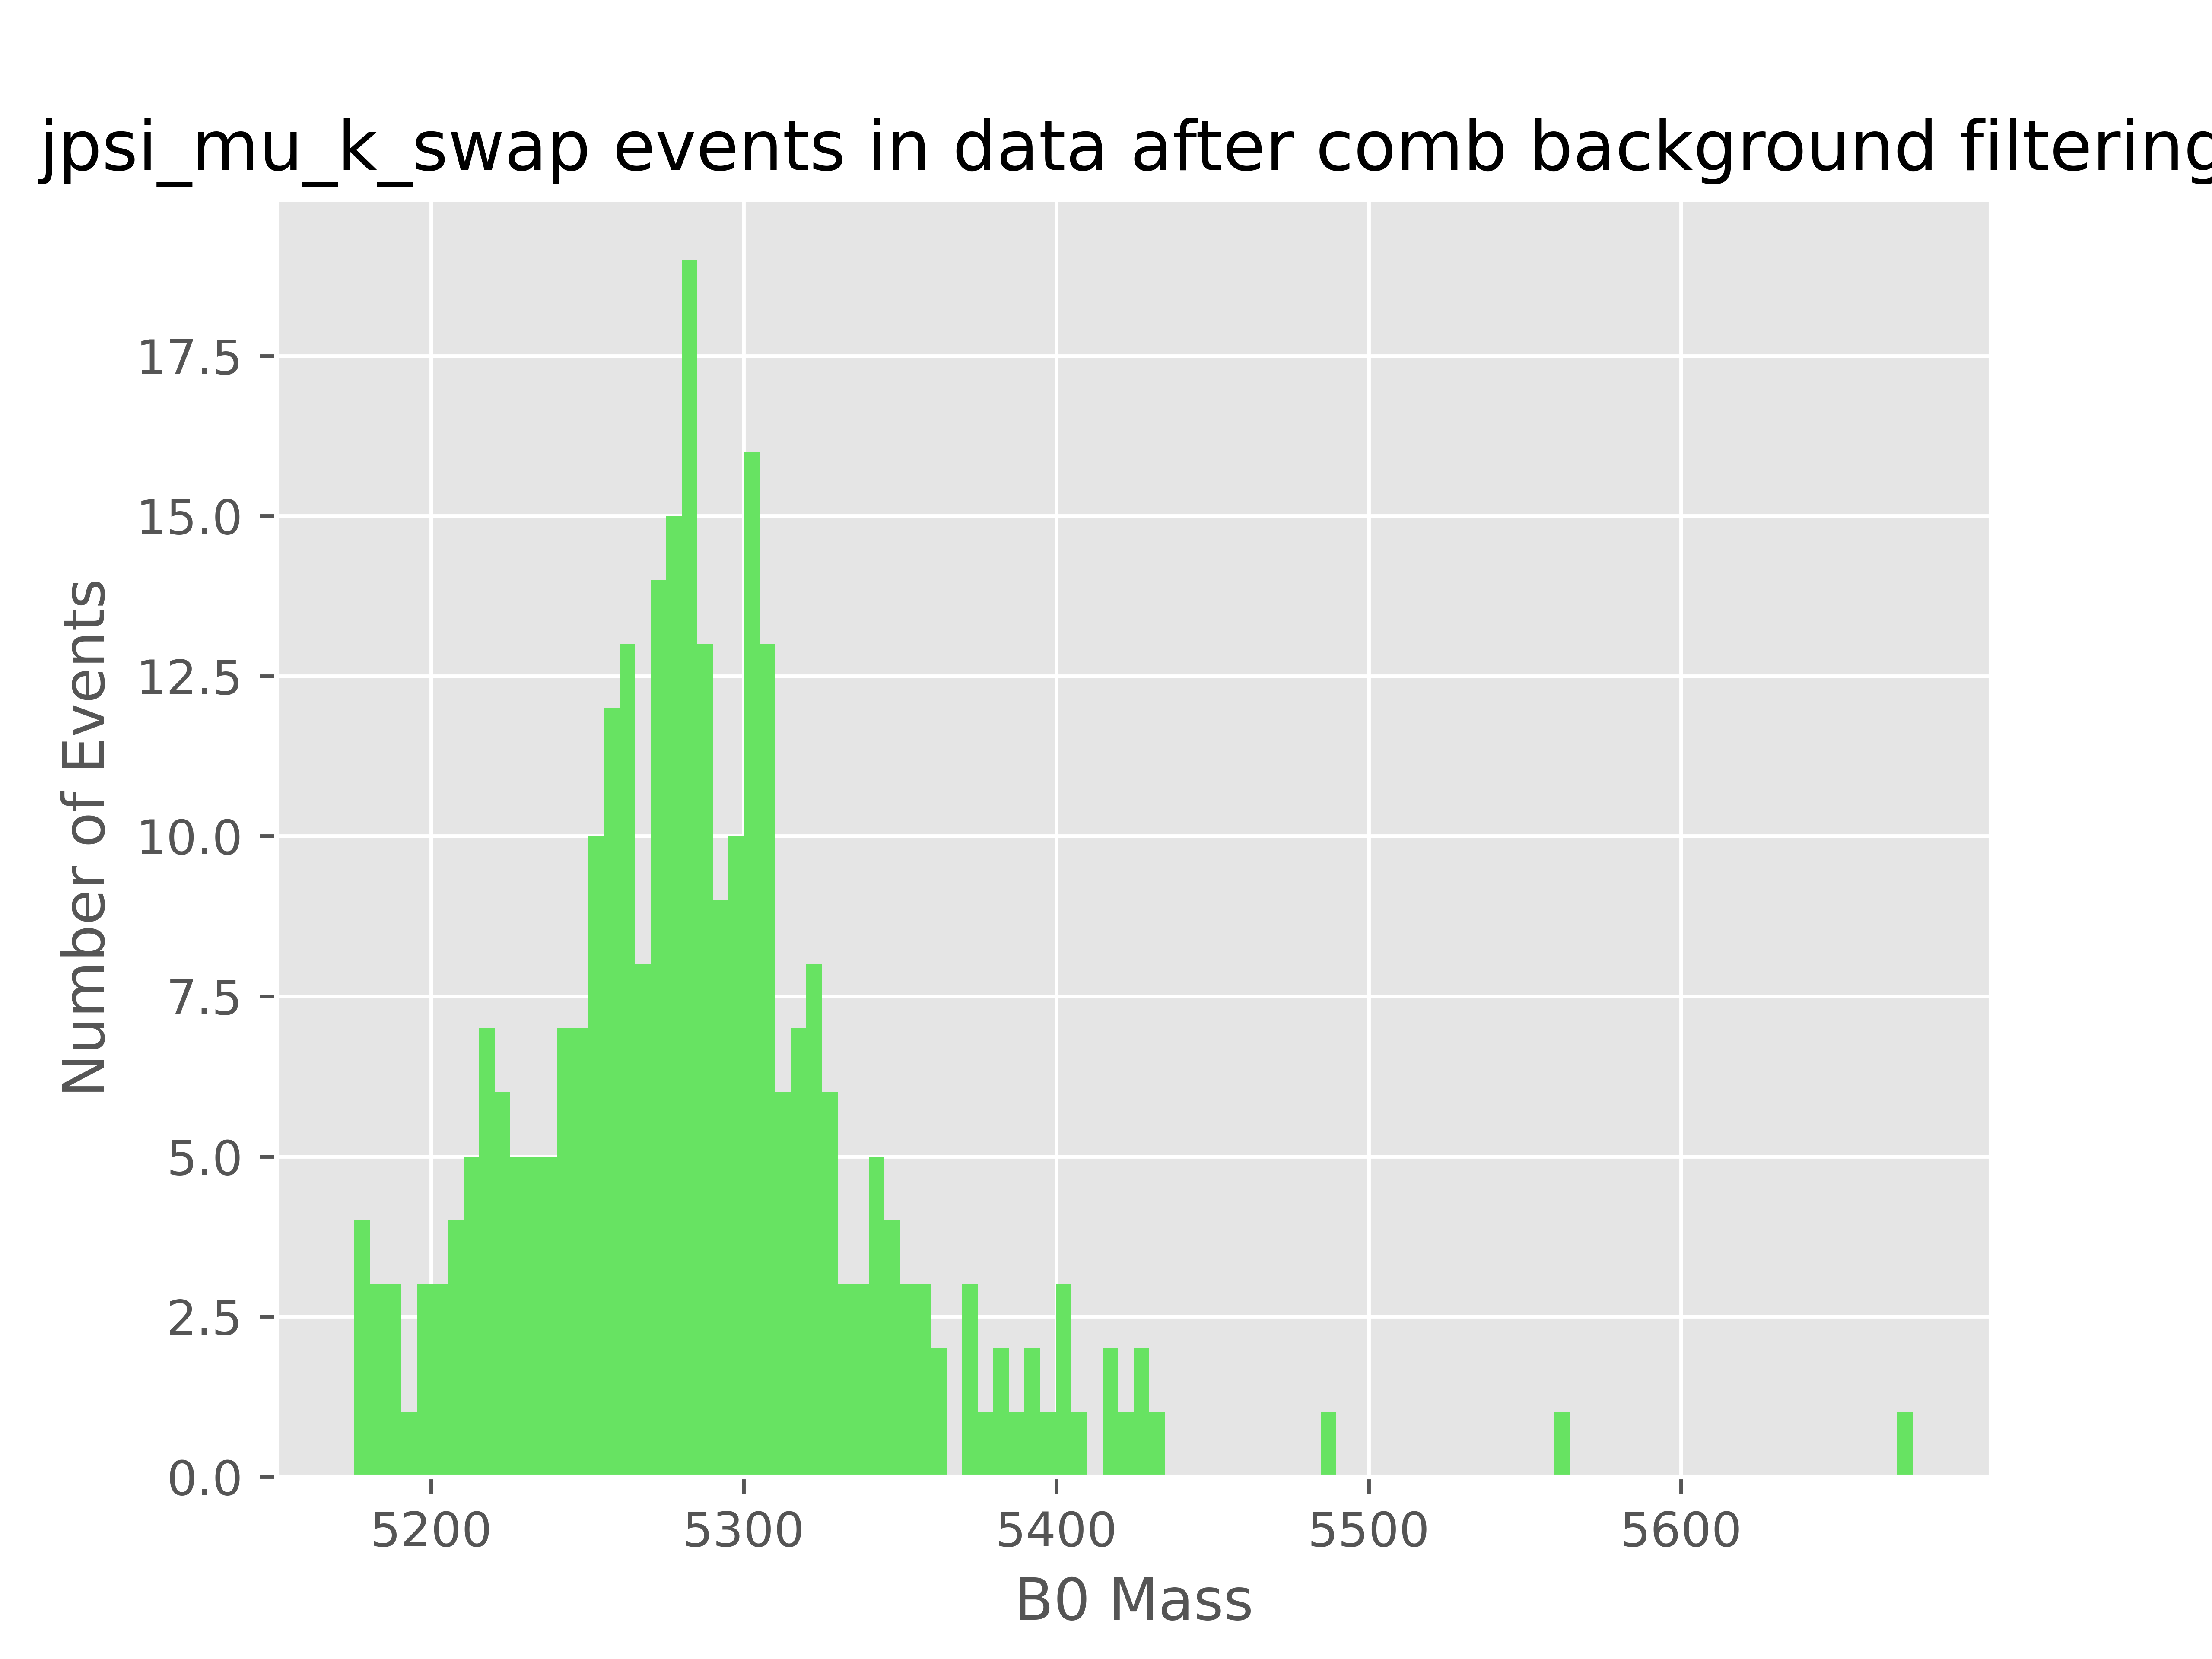 jpsi_mu_k_swap events in data after comb background filtering
Number of Events
17.5
15.0
12.5
10.0
7.5
5.0
2.5
0.0
5200 5300 5400 5500 5600
B0 Mass